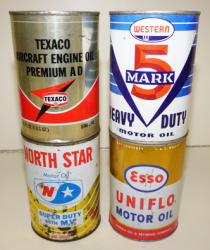 TEXACO
AIRCRAFT ENGINE OIL
PREMIUM A D
TEXACO
WESTERN
5
MARK
HEAVY DUTY
MOTOR OIL
NORTH STAR
Motor Oil
N
SUPER DUTY
WITH M.V.
Esso
UNIFLO
MOTOR OIL